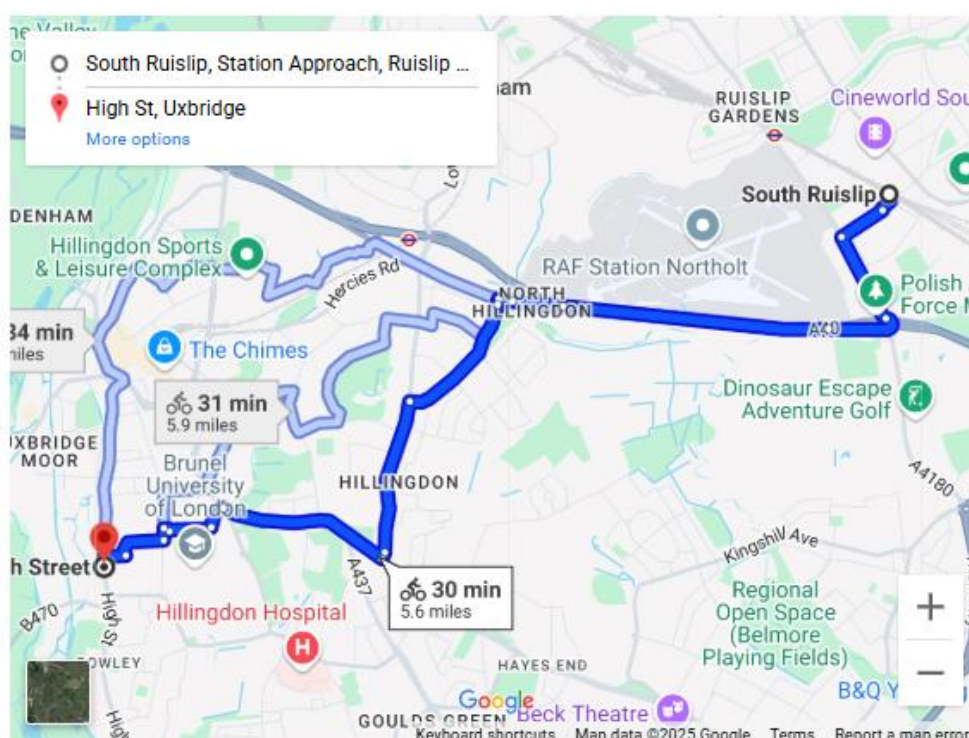 South Ruislip, Station Approach, Ruislip ...
High St, Uxbridge
More options
RUISLIP
GARDENS
Cineworld Sou
South Ruislip
DENHAM
Hillingdon Sports
& Leisure Complex
Hercies Rd
RAF Station Northolt
NORTH
HILLINGDON
A40
Polish
Force
34 min
miles
The Chimes
31 min
5.9 miles
Dinosaur Escape
Adventure Golf
UXBRIDGE
MOOR
Brunel
University
of London
HILLINGDON
A4180
Kingshill Ave
h Street
A437
30 min
5.6 miles
B470
High St
Hillingdon Hospital
Regional
Open Space
(Belmore
Playing Fields)
COWLEY
HAYES END
B&Q
Google
Beck Theatre
GOULDS GREEN
Keyboard shortcuts Map data ©2025 Google Terms Report a map error